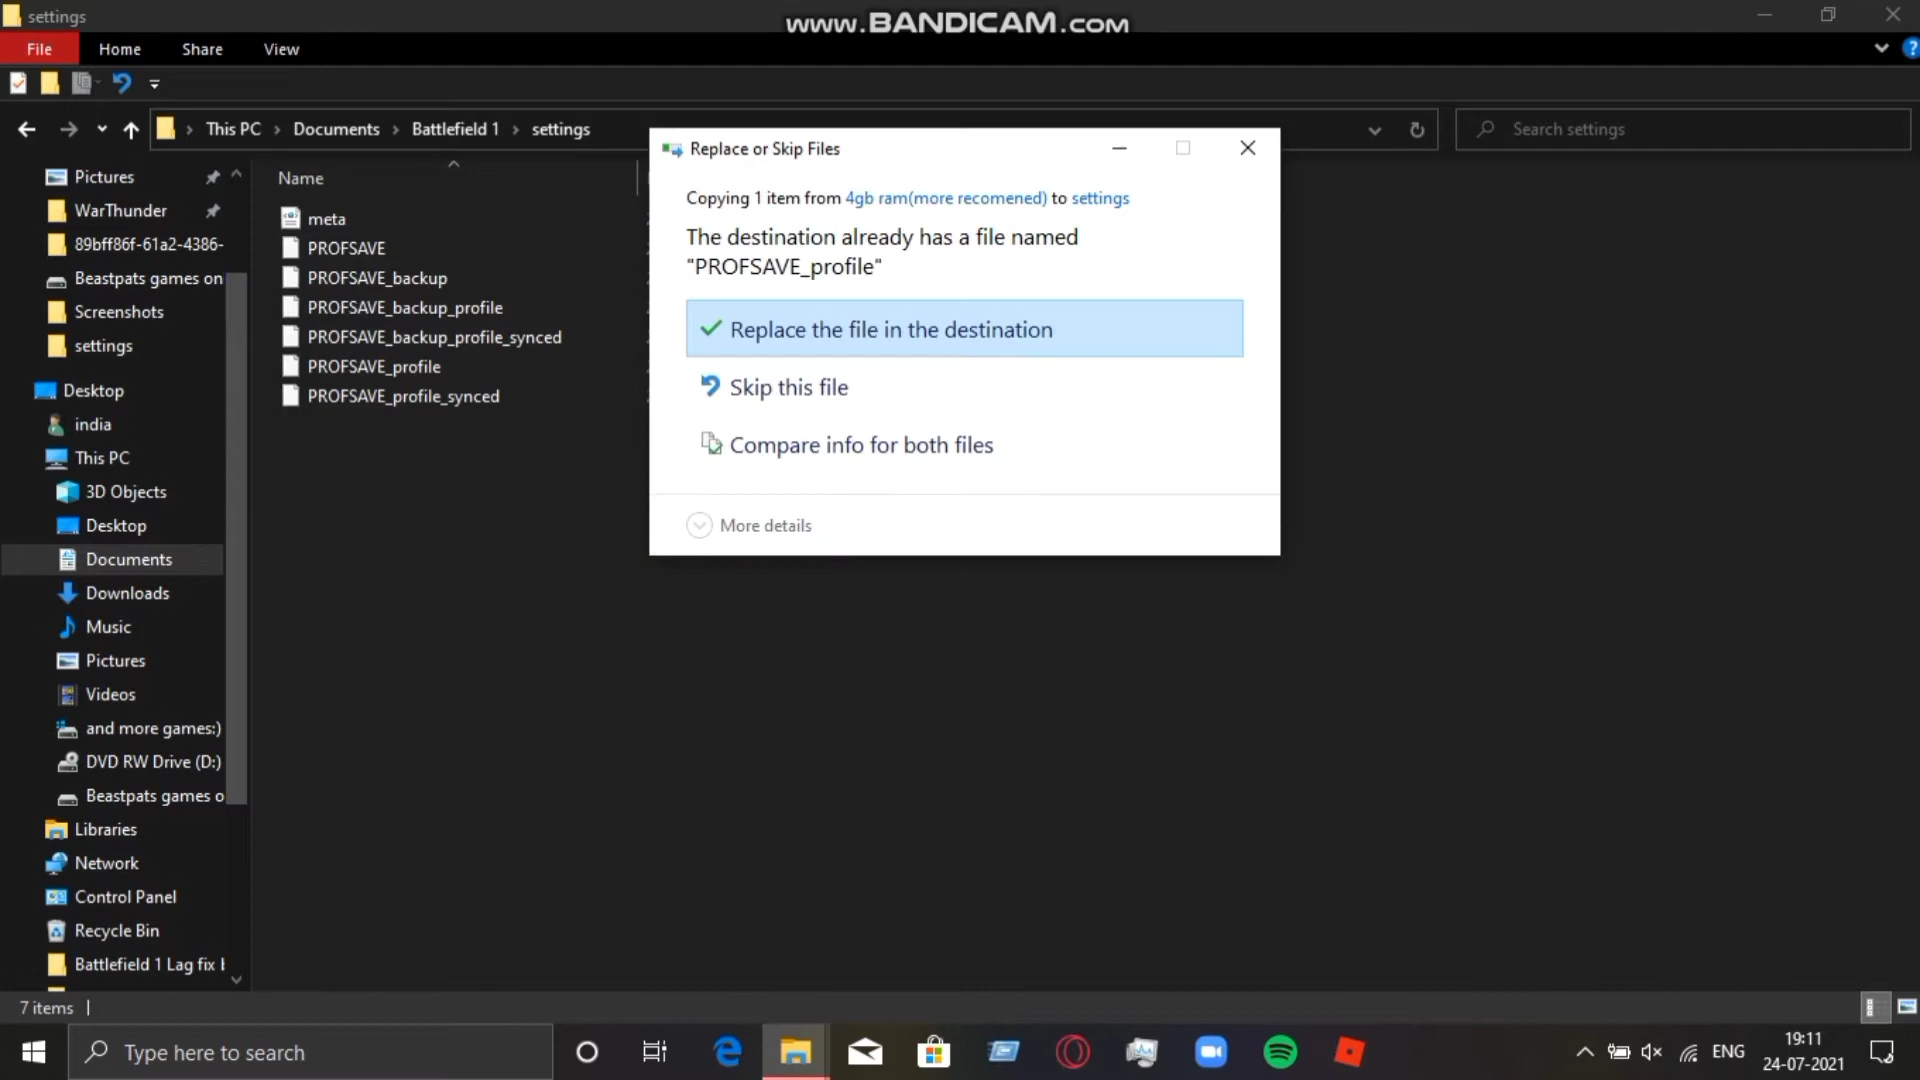 settings
www.BANDICAM.com
File Home Share View
This PC Documents Battlefield 1 settings
Search settings
Pictures
WarThunder
89bff86f-61a2-4386-
Beastpats games on
Screenshots
settings
Desktop
india
This PC
3D Objects
Desktop
Documents
Downloads
Music
Pictures
Videos
and more games:)
DVD RW Drive (D:)
Beastpats games o
Libraries
Network
Control Panel
Recycle Bin
Battlefield 1 Lag fix
Name
meta
PROFSAVE
PROFSAVE_backup
PROFSAVE_backup_profile
PROFSAVE_backup_profile_synced
PROFSAVE_profile
PROFSAVE_profile_synced
Replace or Skip Files
Copying 1 item from 4gb ram(more recomened) to settings
The destination already has a file named
"PROFSAVE_profile"
Replace the file in the destination
Skip this file
Compare info for both files
More details
7 items
Type here to search
ENG
19:11
24-07-2021